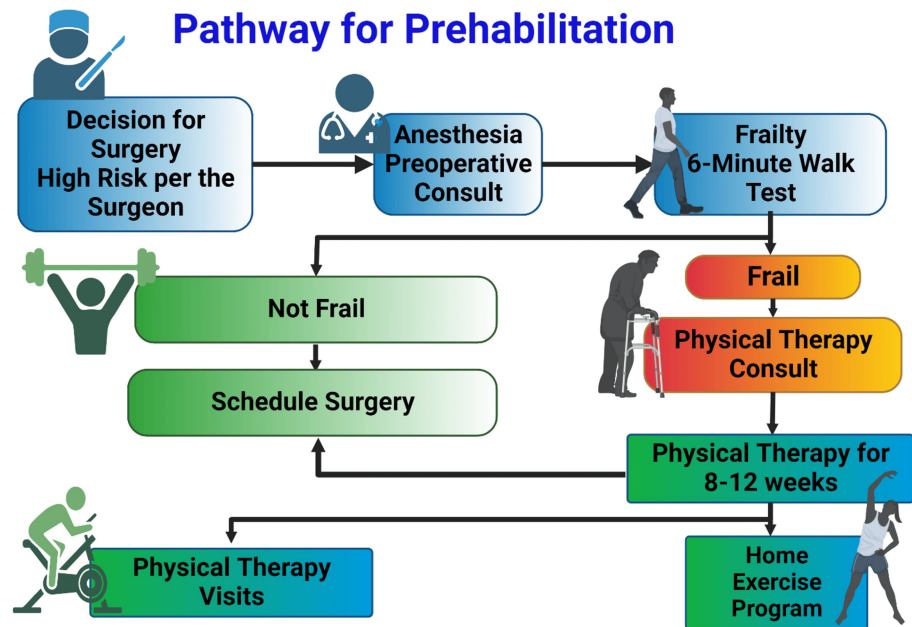 Pathway for Prehabilitation
Decision for
Surgery
High Risk per the
Surgeon
Anesthesia
Preoperative
Consult
Frailty
6-Minute Walk
Test
Not Frail
Frail
Physical Therapy
Consult
Schedule Surgery
Physical Therapy for
8-12 weeks
Physical Therapy
Visits
Home
Exercise
Program